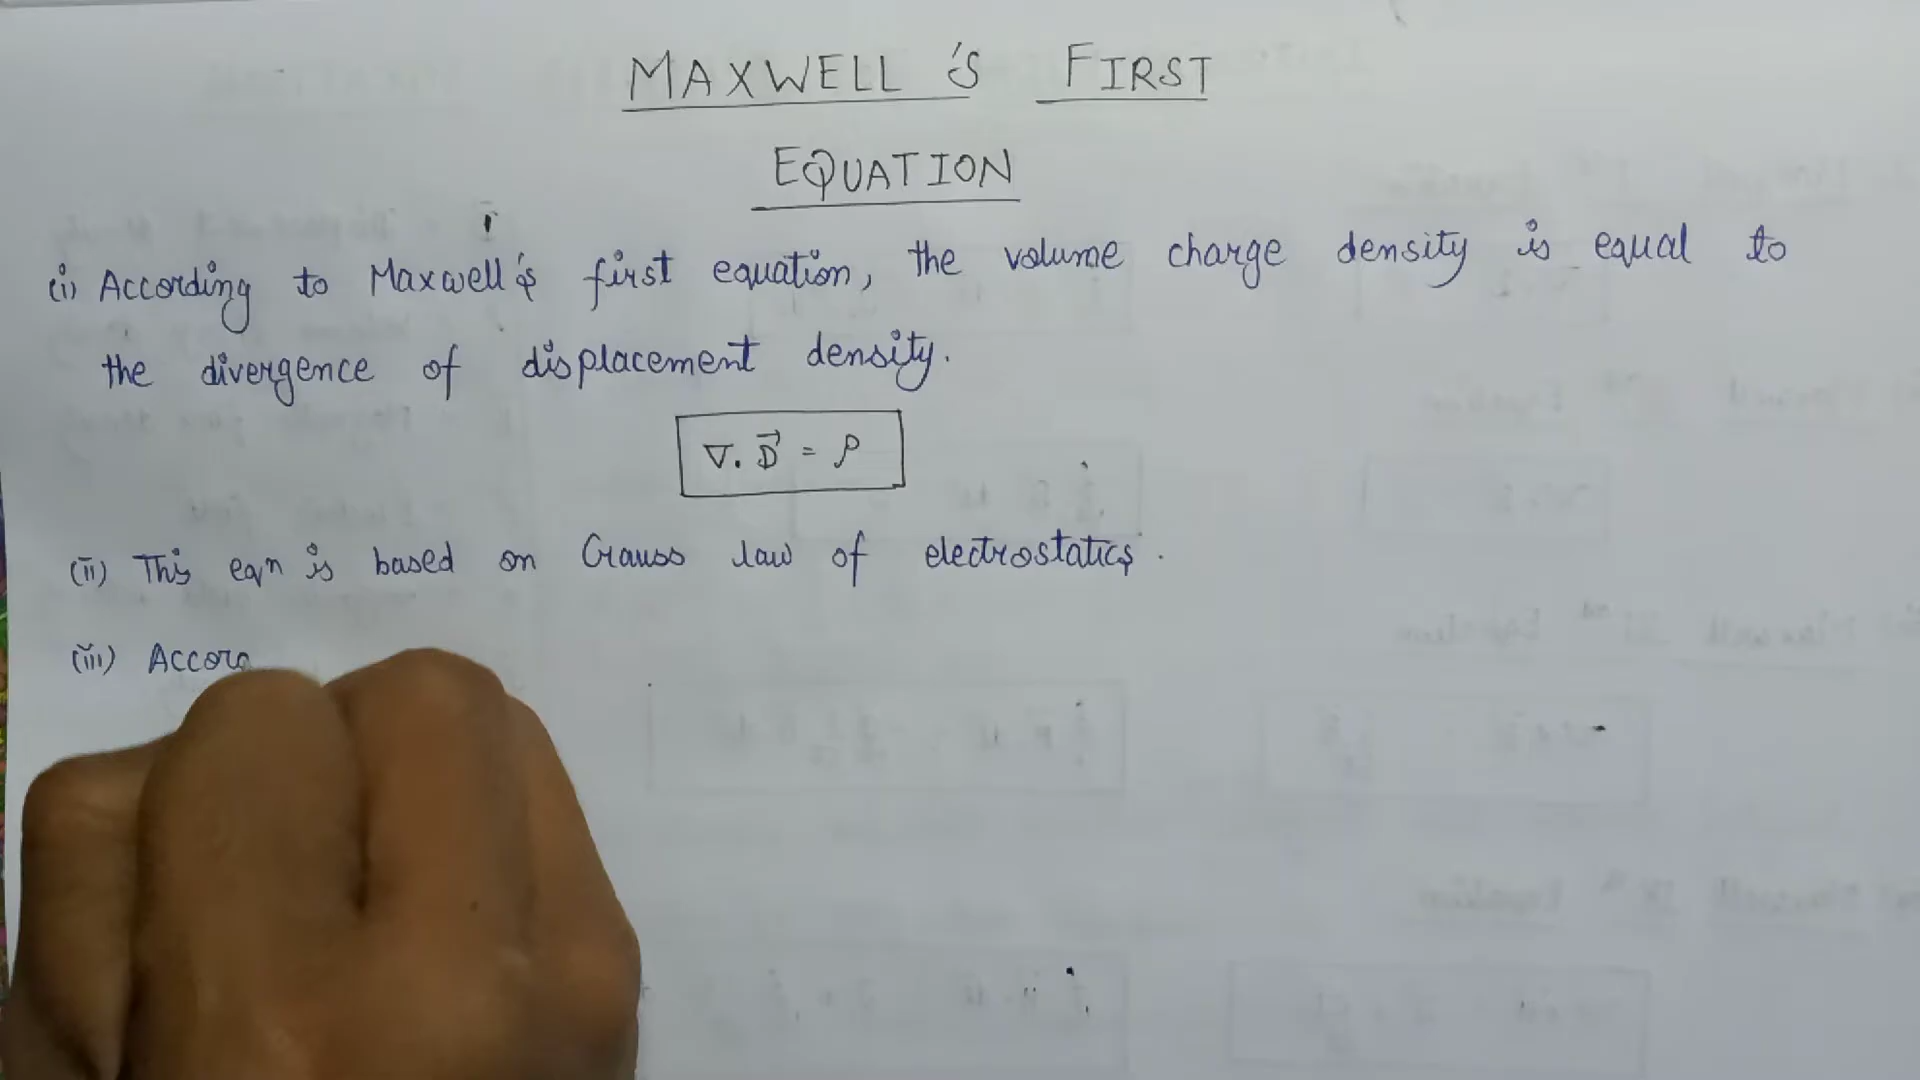 MAXWELL'S FIRST
EQUATION
(i) According to Maxwell's first equation, the volume charge density is equal to
the divergence of displacement density.
∇. D⃗ = ρ
(ii) This eqn is based on Gauss law of electrostatics.
(iii) Accord